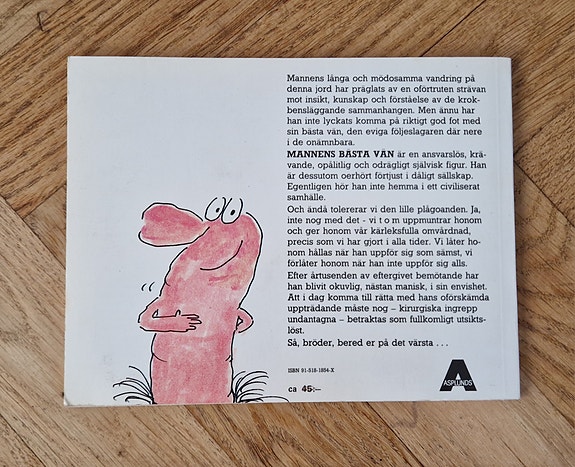 Mannens långa och mödosamma vandring på
denna jord har präglats av en oförtruten strävan
mot insikt, kunskap och förståelse av de krok-
bensläggande sammanhangen. Men ännu har
han inte lyckats komma på riktigt god fot med
sin bästa vän, den eviga följeslagaren där nere
i de onämnbara.
MANNENS BÄSTA VÄN är en ansvarslös, krä-
vande, opålitlig och odräglig självisk figur. Han
är dessutom oerhört förtjust i dåligt sällskap.
Egentligen hör han inte hemma i ett civiliserat
samhälle.
Och ändå tolererar vi den lille plågoanden. Ja,
inte nog med det - vi t o m uppmuntrar honom
och ger honom vår kärleksfulla omvårdnad,
precis som vi har gjort i alla tider. Vi låter ho-
nom hållas när han uppför sig som sämst, vi
förlåter honom när han inte uppför sig alls.
Efter årtusenden av eftergivet bemötande har
han blivit okuvlig, nästan manisk, i sin envishet.
Att i dag komma till rätta med hans oförskämda
uppträdande måste nog – kirurgiska ingrepp
undantagna – betraktas som fullkomligt utsikts-
löst.
Så, bröder, bered er på det värsta . . .
ISBN 91-518-1854-X
ca 45:–
A
ASPLUNDS